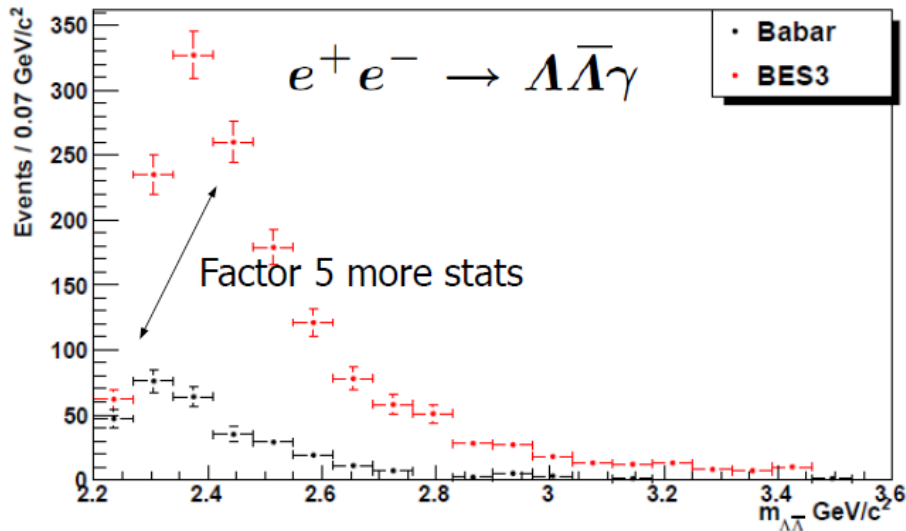 350
300
250
200
150
100
50
0
Events / 0.07 GeV/c²
e⁺e⁻ → ΛΛ̅γ
Babar
BES3
Factor 5 more stats
2.2 2.4 2.6 2.8 3 3.2 3.4 3.6
m_ΛΛ̅ GeV/c²